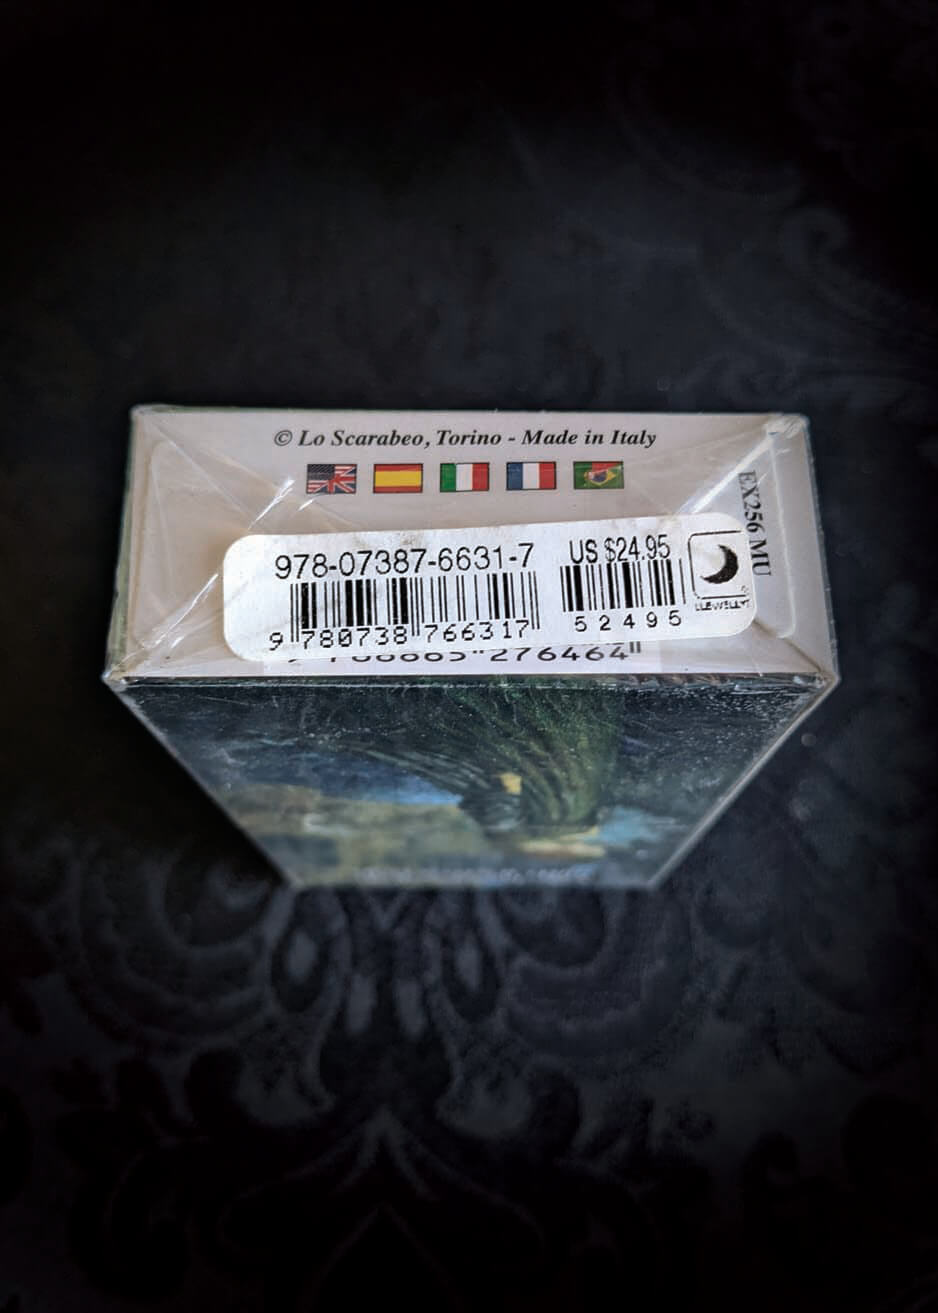 © Lo Scarabeo, Torino - Made in Italy
EX256 MU
978-07387-6631-7
US $24.95
LLEWELLYN
9 780738 766317
52495
276464